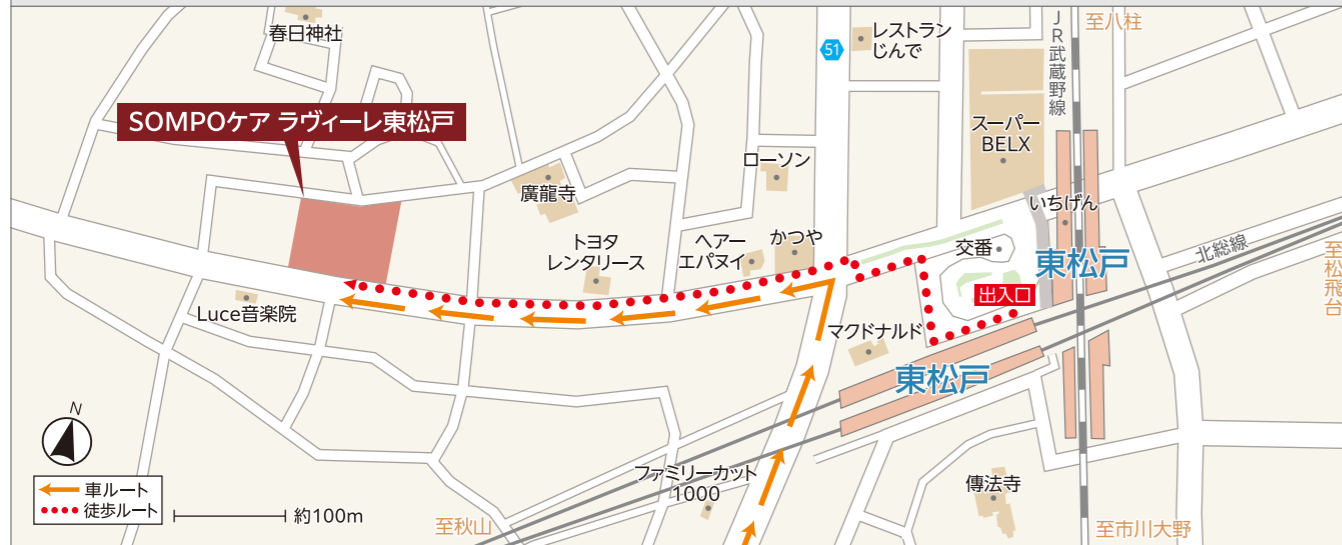 春日神社
SOMPOケア ラヴィーレ東松戸
51
レストラン
じんで
JR武蔵野線
至八柱
スーパー
BELX
ローソン
廣龍寺
いちげん
トヨタ
レンタリース
ヘアー
エパヌイ
かつや
交番
東松戸
北総線
至松飛台
出入口
Luce音楽院
マクドナルド
東松戸
N
ファミリーカット
1000
傳法寺
車ルート
徒歩ルート
約100m
至秋山
至市川大野